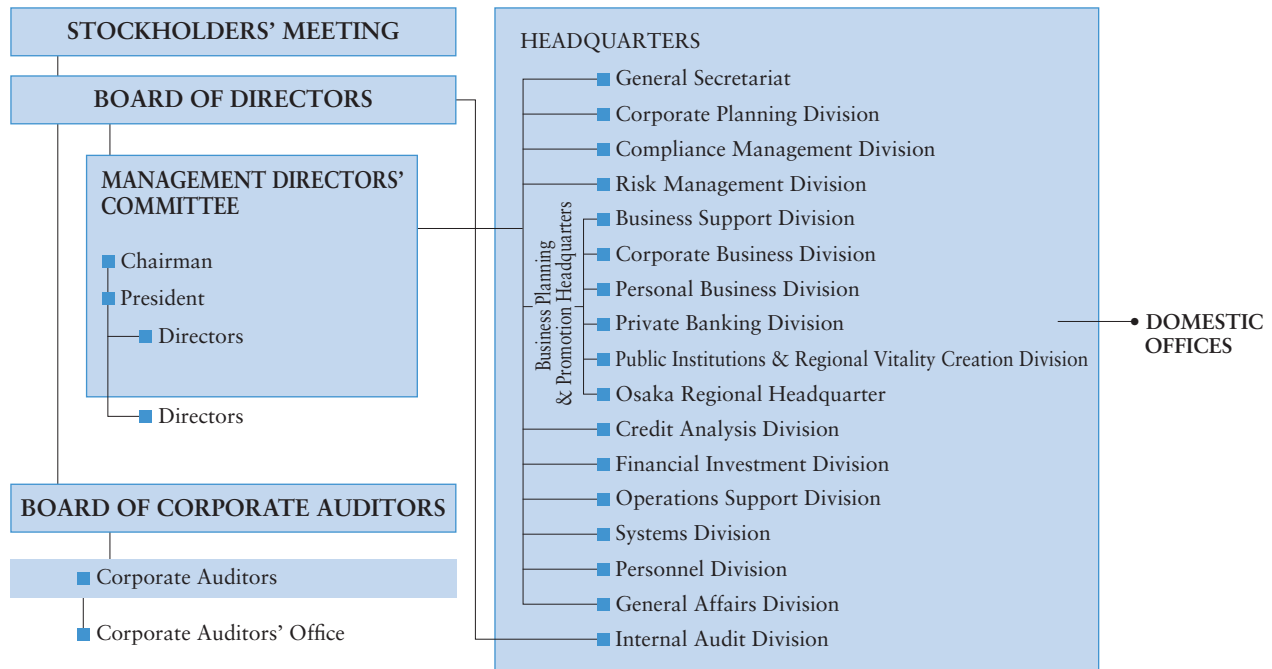 STOCKHOLDERS’ MEETING
BOARD OF DIRECTORS
MANAGEMENT DIRECTORS’
COMMITTEE
Chairman
President
Directors
Directors
BOARD OF CORPORATE AUDITORS
Corporate Auditors
Corporate Auditors’ Office
HEADQUARTERS
General Secretariat
Corporate Planning Division
Compliance Management Division
Risk Management Division
Business Planning
& Promotion Headquarters
Business Support Division
Corporate Business Division
Personal Business Division
Private Banking Division
Public Institutions & Regional Vitality Creation Division
Osaka Regional Headquarter
Credit Analysis Division
Financial Investment Division
Operations Support Division
Systems Division
Personnel Division
General Affairs Division
Internal Audit Division
DOMESTIC
OFFICES